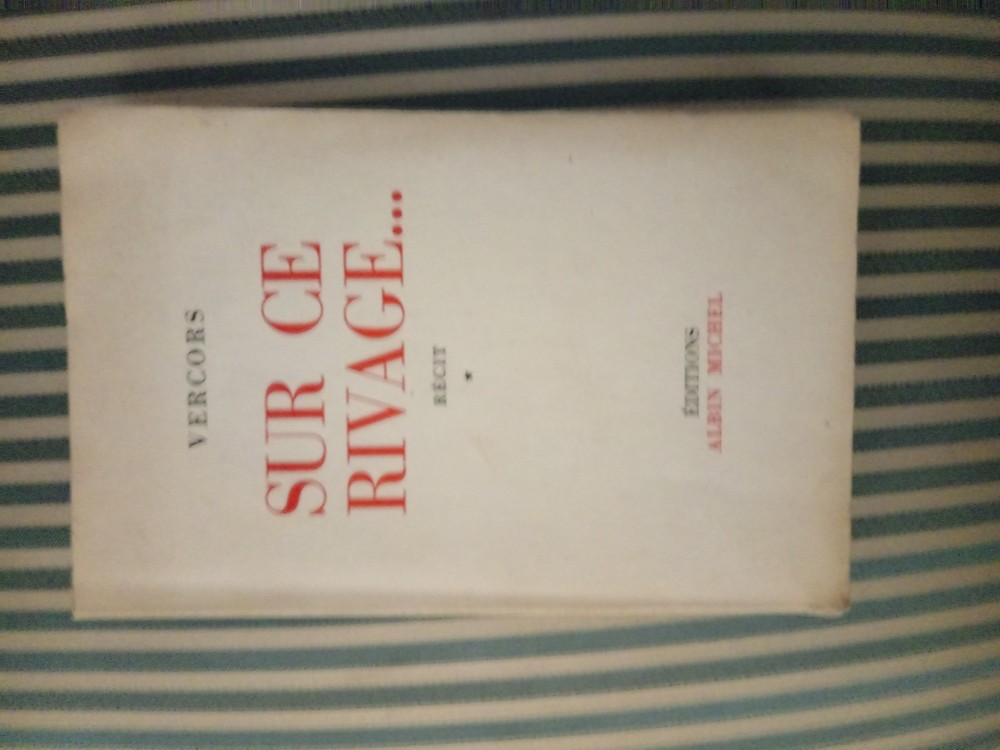 VERCORS
SUR CE
RIVAGE...
RÉCIT
*
ÉDITIONS
ALBIN MICHEL